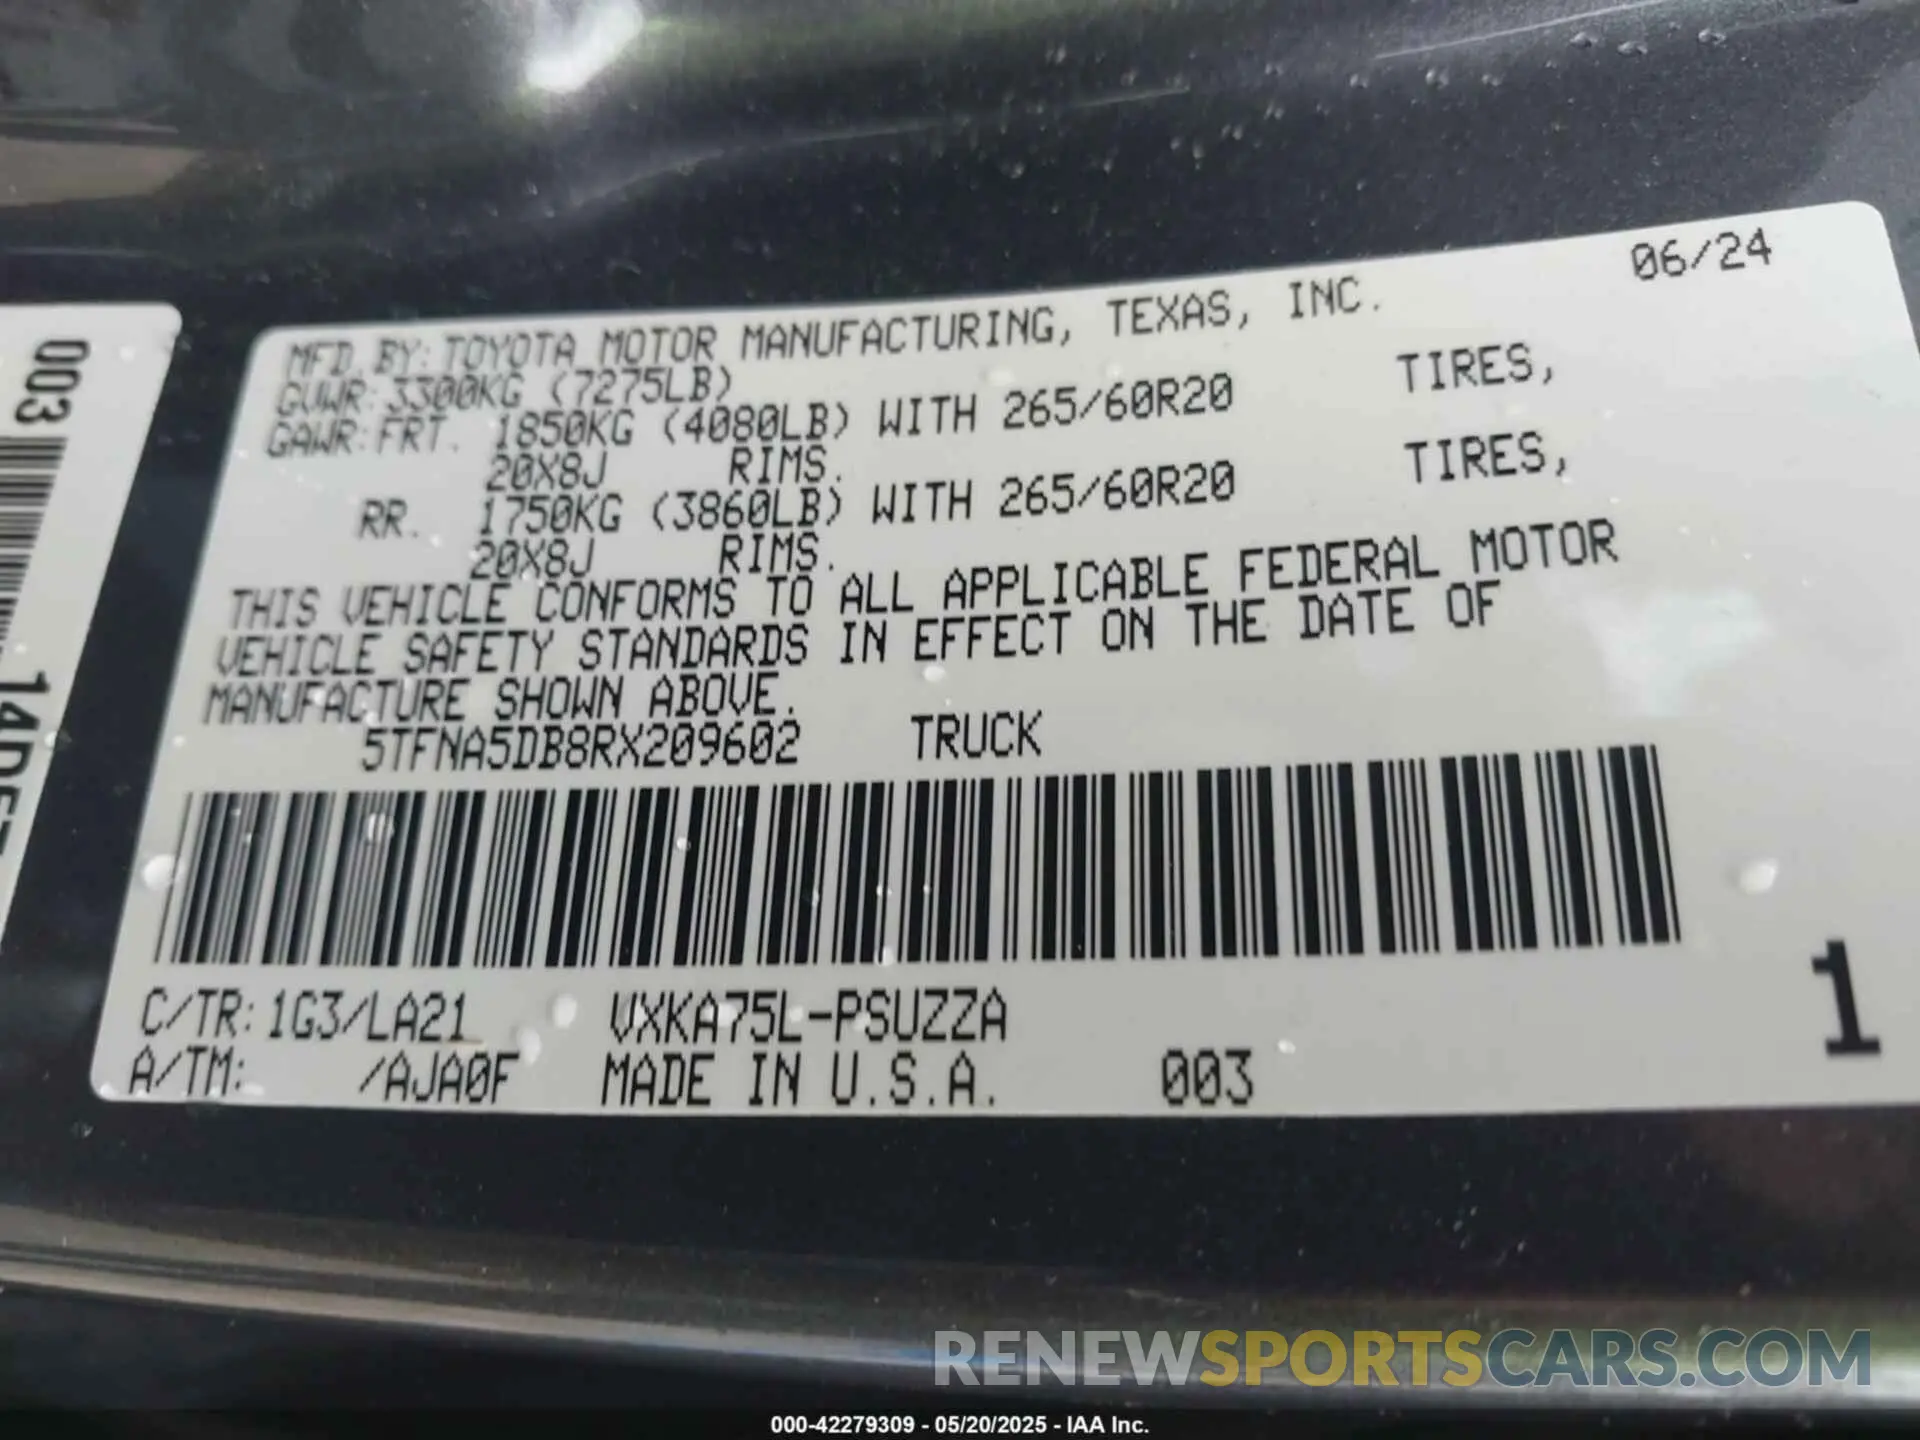 003
06/24
MFD. BY: TOYOTA MOTOR MANUFACTURING, TEXAS, INC.
GVWR: 3300KG (7275LB)
GAWR: FRT. 1850KG (4080LB) WITH 265/60R20 TIRES,
20X8J RIMS.
RR. 1750KG (3860LB) WITH 265/60R20 TIRES,
20X8J RIMS.
THIS VEHICLE CONFORMS TO ALL APPLICABLE FEDERAL MOTOR
VEHICLE SAFETY STANDARDS IN EFFECT ON THE DATE OF
MANUFACTURE SHOWN ABOVE.
5TFNA5DB8RX209602 TRUCK
C/TR: 1G3/LA21 VXKA75L-PSUZZA
A/TM: /AJA0F MADE IN U.S.A. 003
1
RENEWSPORTSCARS.COM
000-42279309 - 05/20/2025 - IAA Inc.